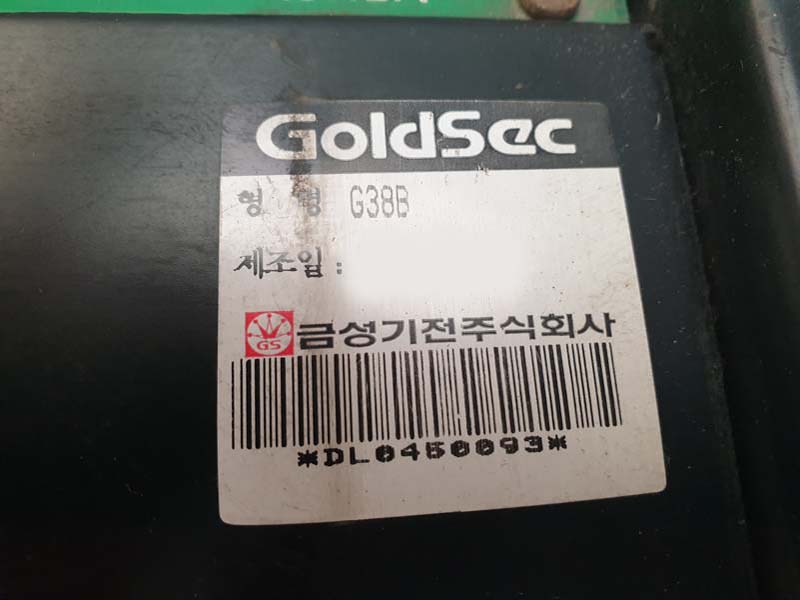 GoldSec
형 명 G38B
제조일 :
GS 금성기전주식회사
*DL0450093*